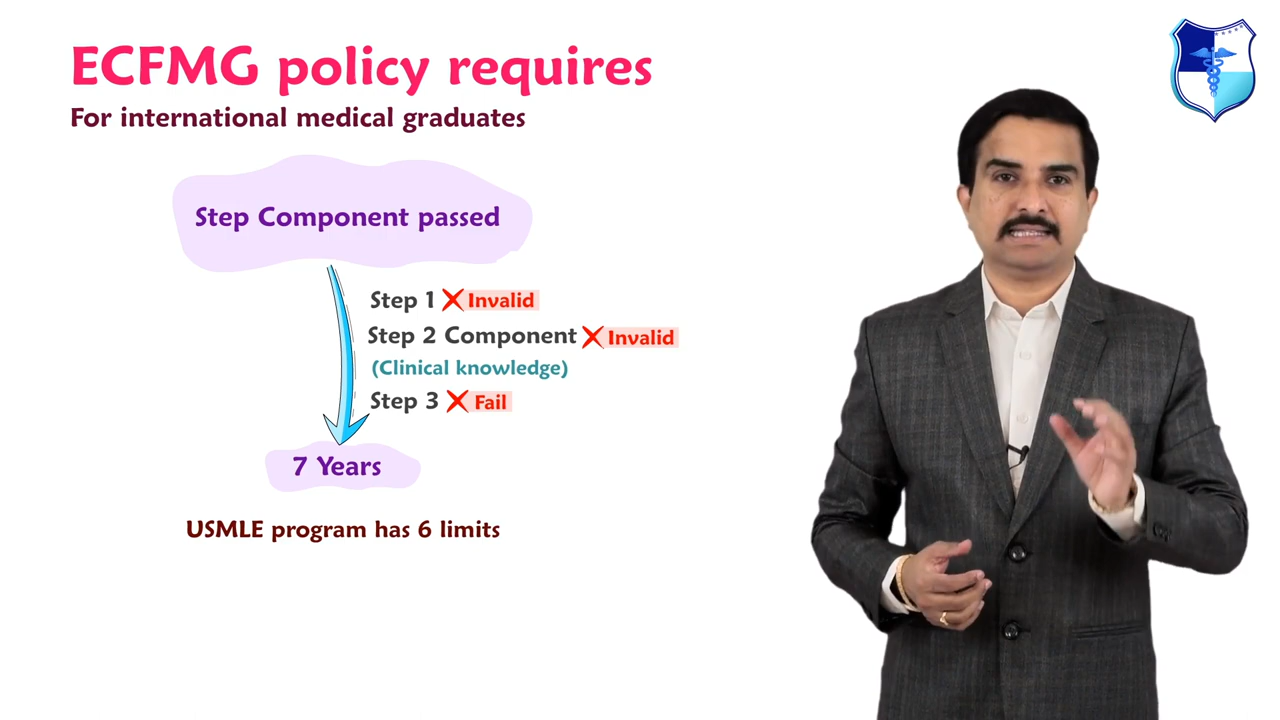 ECFMG policy requires
For international medical graduates
Step Component passed
Step 1 ❌ Invalid
Step 2 Component ❌ Invalid
(Clinical knowledge)
Step 3 ❌ Fail
7 Years
USMLE program has 6 limits